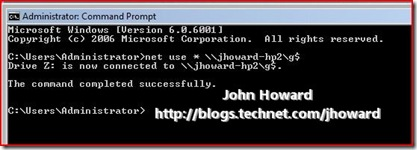 Administrator: Command Prompt
Microsoft Windows [Version 6.0.6001]
Copyright (c) 2006 Microsoft Corporation.  All rights reserved.
C:\Users\Administrator>net use * \\jhoward-hp2\g$
Drive Z: is now connected to \\jhoward-hp2\g$.
The command completed successfully.
C:\Users\Administrator>
John Howard
http://blogs.technet.com/jhoward